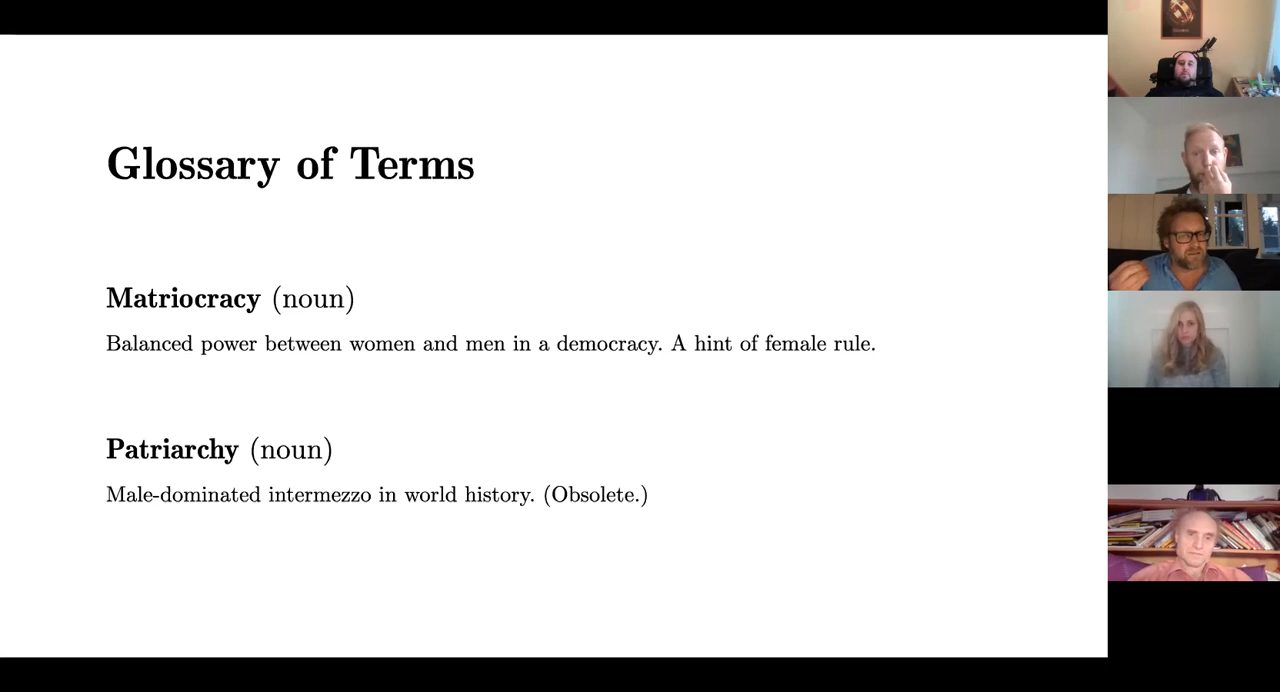 Glossary of Terms
Matriocracy (noun)
Balanced power between women and men in a democracy. A hint of female rule.
Patriarchy (noun)
Male-dominated intermezzo in world history. (Obsolete.)